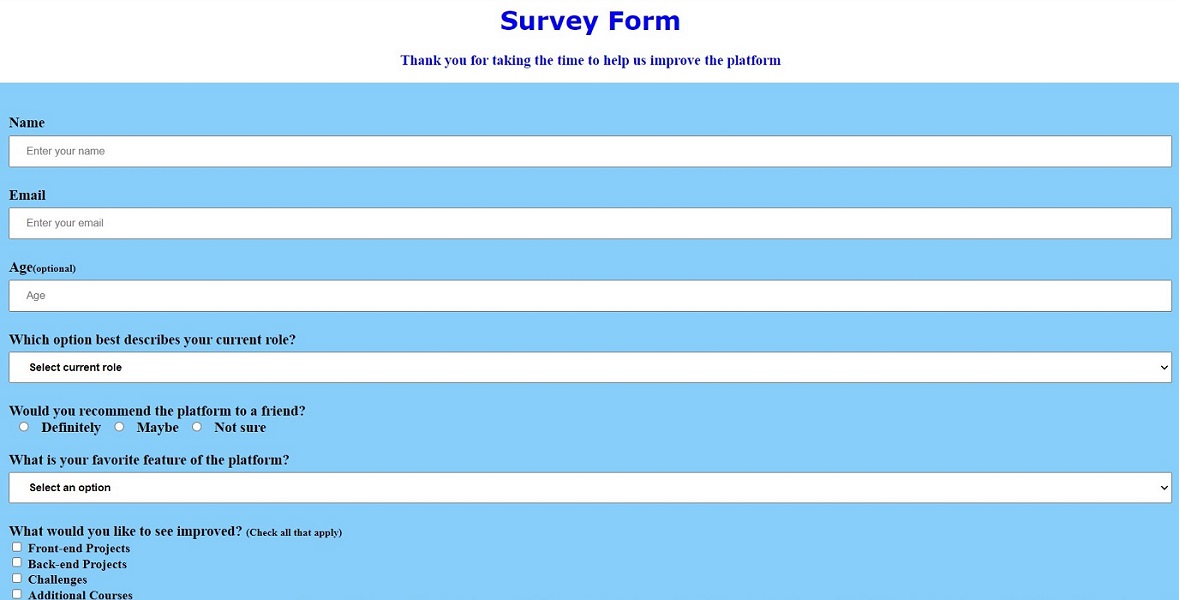 Survey Form
Thank you for taking the time to help us improve the platform
Name
Enter your name
Email
Enter your email
Age(optional)
Age
Which option best describes your current role?
Select current role
Would you recommend the platform to a friend?
Definitely Maybe Not sure
What is your favorite feature of the platform?
Select an option
What would you like to see improved? (Check all that apply)
Front-end Projects
Back-end Projects
Challenges
Additional Courses